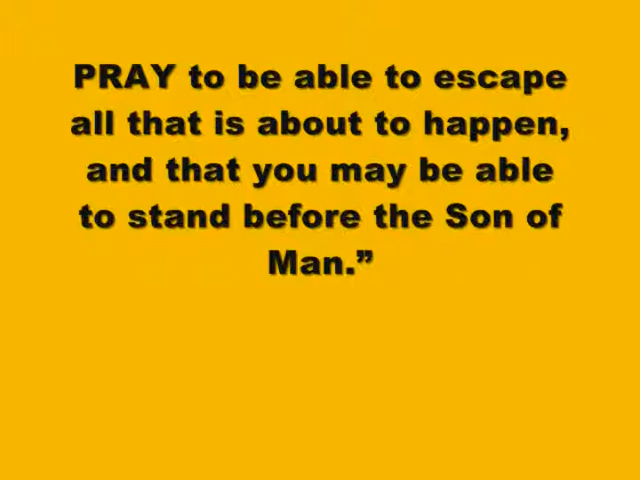 PRAY to be able to escape
all that is about to happen,
and that you may be able
to stand before the Son of
Man.”